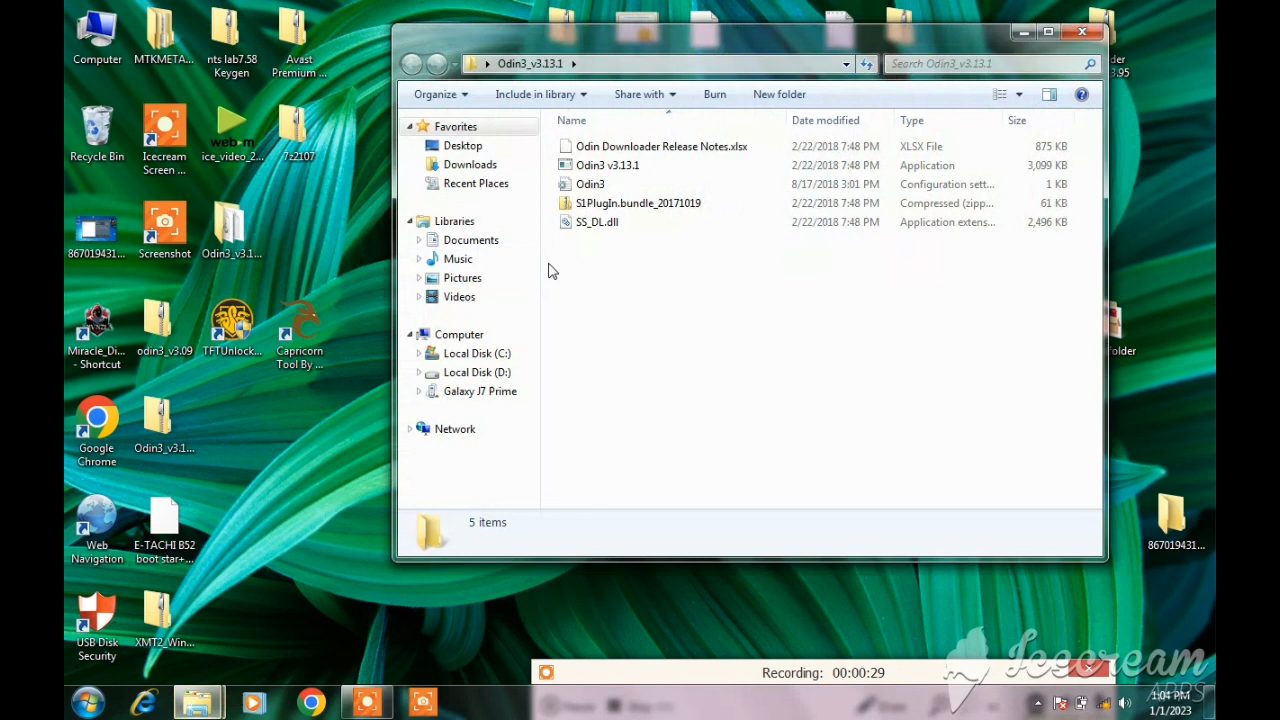 Computer
MTKMETA...
nts lab7.58
Keygen
Avast
Premium ...
Recycle Bin
Icecream
Screen ...
webm
ice_video_2...
7z2107
867019431...
Screenshot
Odin3_v3.1...
Miracle_Di...
- Shortcut
odin3_v3.09
TFTUnlock...
Capricorn
Tool By ...
Google
Chrome
Odin3_v3.1...
Web
Navigation
E-TACHI B52
boot star+...
USB Disk
Security
XMT2_Win...
Odin3_v3.13.1
Search Odin3_v3.13.1
Organize
Include in library
Share with
Burn
New folder
Favorites
Desktop
Downloads
Recent Places
Libraries
Documents
Music
Pictures
Videos
Computer
Local Disk (C:)
Local Disk (D:)
Galaxy J7 Prime
Network
Name Date modified Type Size
Odin Downloader Release Notes.xlsx 2/22/2018 7:48 PM XLSX File 875 KB
Odin3 v3.13.1 2/22/2018 7:48 PM Application 3,099 KB
Odin3 8/17/2018 3:01 PM Configuration sett... 1 KB
S1PlugIn.bundle_20171019 2/22/2018 7:48 PM Compressed (zipp... 61 KB
SS_DL.dll 2/22/2018 7:48 PM Application extens... 2,496 KB
5 items
867019431...
Recording: 00:00:29
Icecream
APPS
1:04 PM
1/1/2023